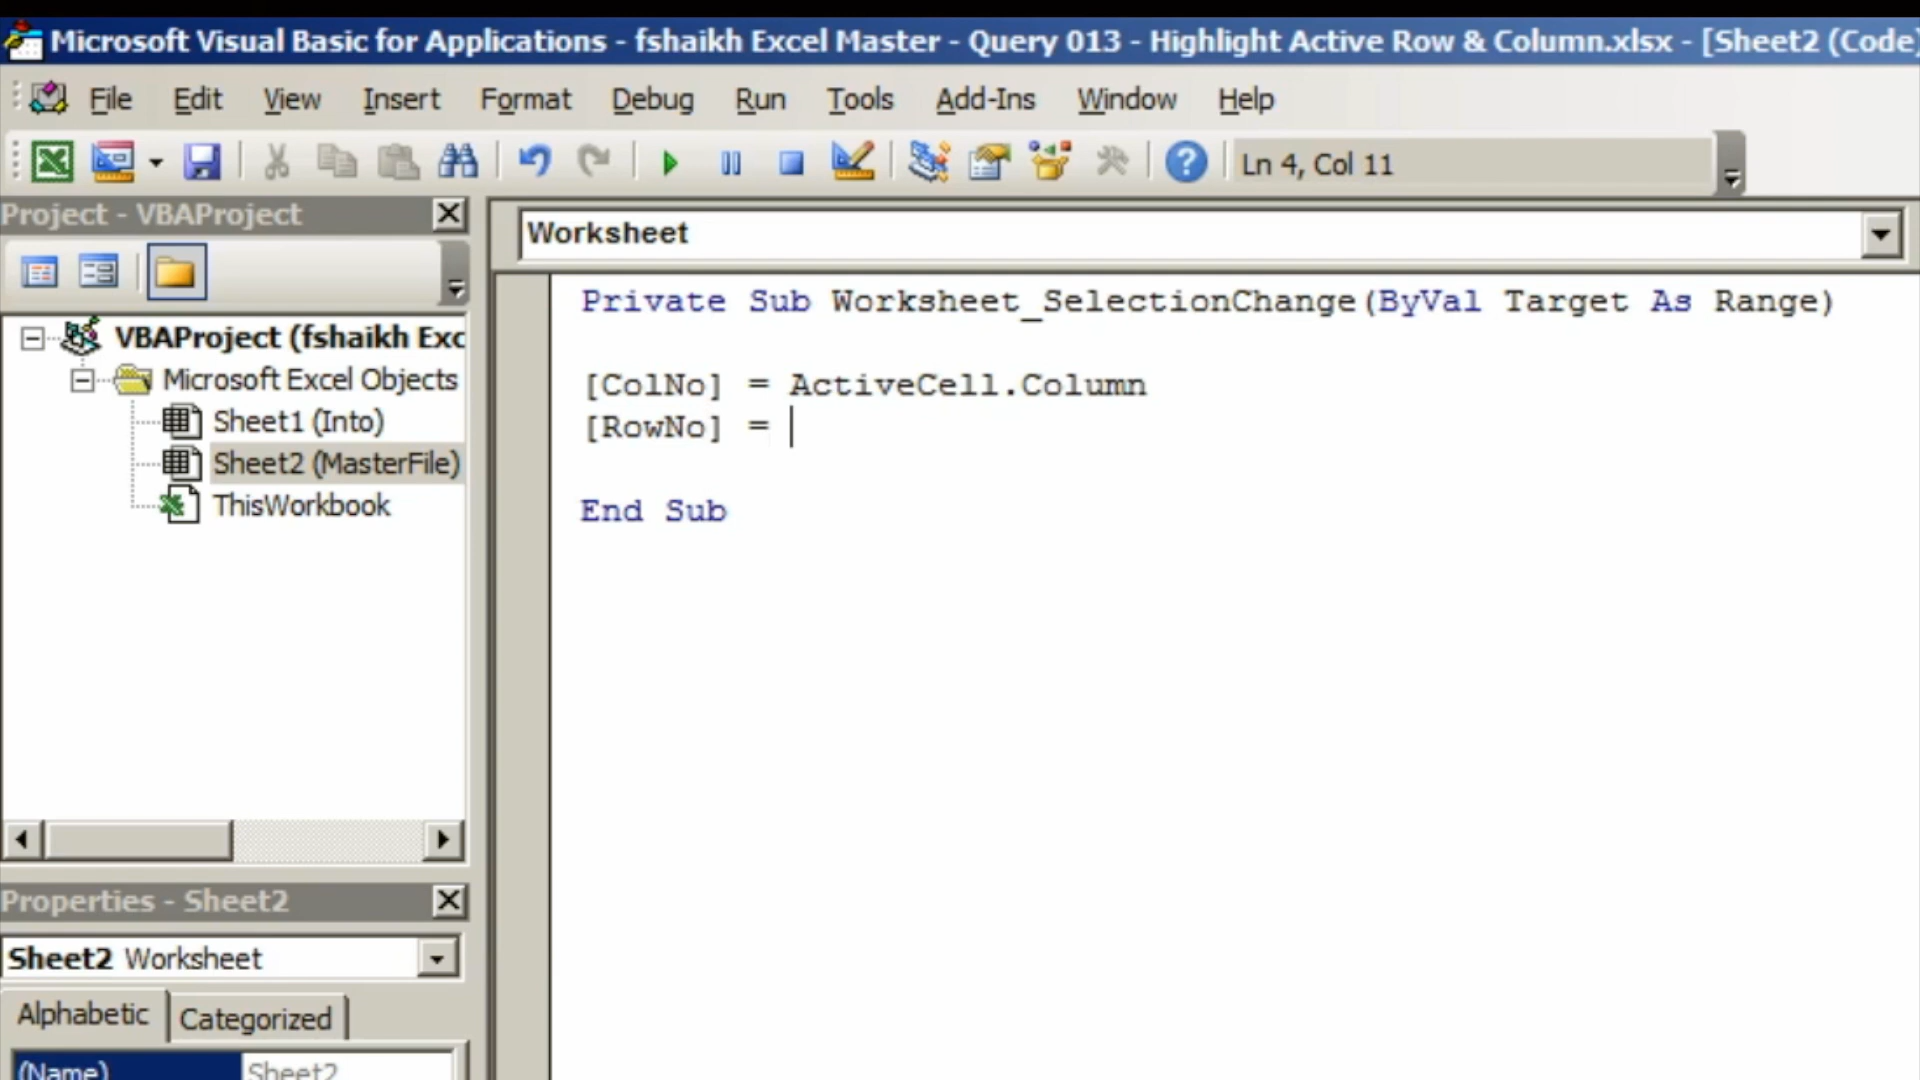 Microsoft Visual Basic for Applications - fshaikh Excel Master - Query 013 - Highlight Active Row & Column.xlsx - [Sheet2 (Code)
File Edit View Insert Format Debug Run Tools Add-Ins Window Help
Ln 4, Col 11
Project - VBAProject
Worksheet
VBAProject (fshaikh Exc
Microsoft Excel Objects
Sheet1 (Into)
Sheet2 (MasterFile)
ThisWorkbook
Private Sub Worksheet_SelectionChange(ByVal Target As Range)
[ColNo] = ActiveCell.Column
[RowNo] =
End Sub
Properties - Sheet2
Sheet2 Worksheet
Alphabetic Categorized
(Name) Sheet2